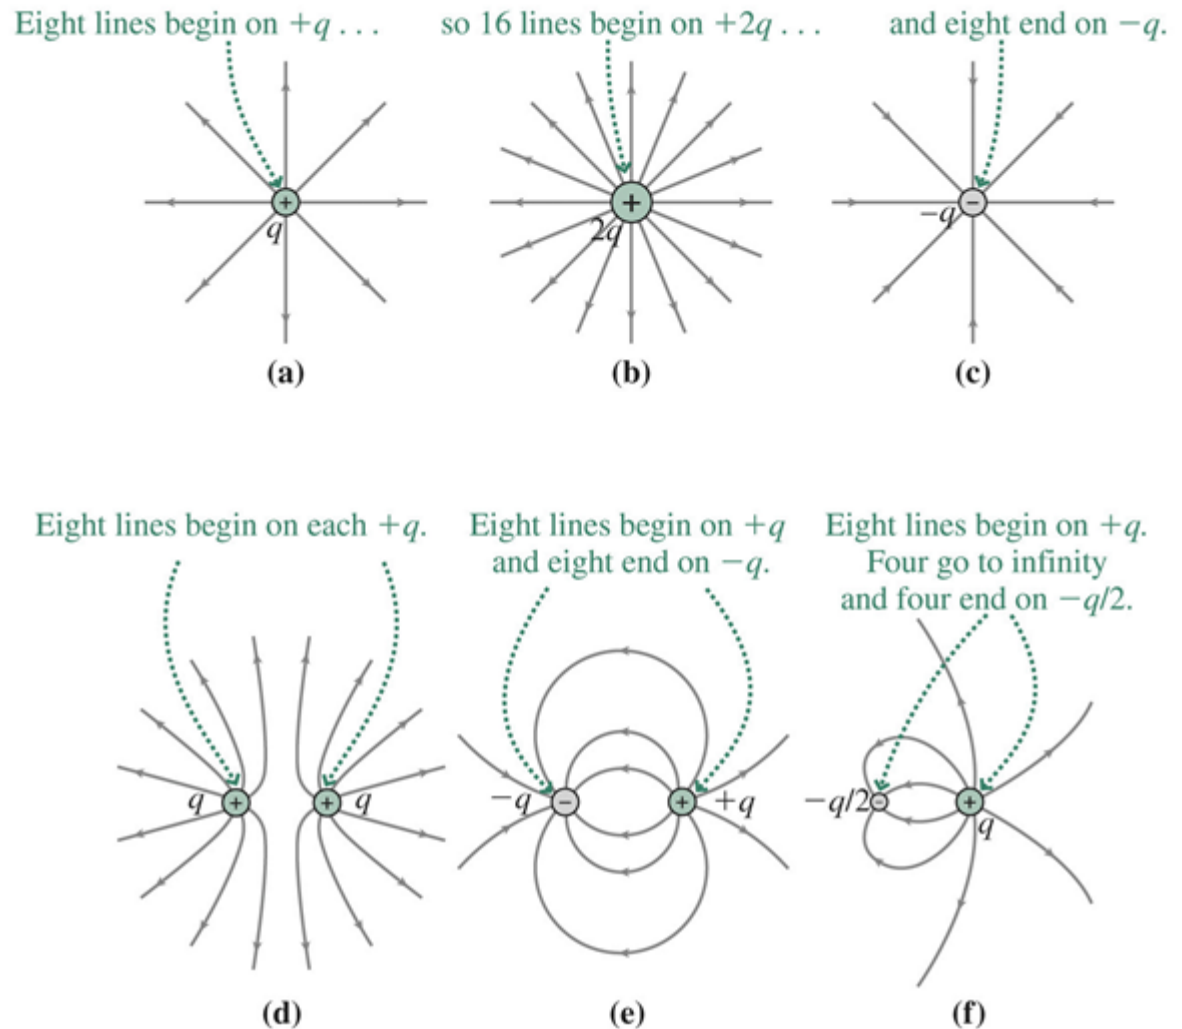 Eight lines begin on +q . . .
so 16 lines begin on +2q . . .
and eight end on −q.
+
q
+
2q
−
−q
(a)
(b)
(c)
Eight lines begin on each +q.
Eight lines begin on +q
and eight end on −q.
Eight lines begin on +q.
Four go to infinity
and four end on −q/2.
q
+
+
q
−q
−
+
+q
−q/2
−
+
q
(d)
(e)
(f)